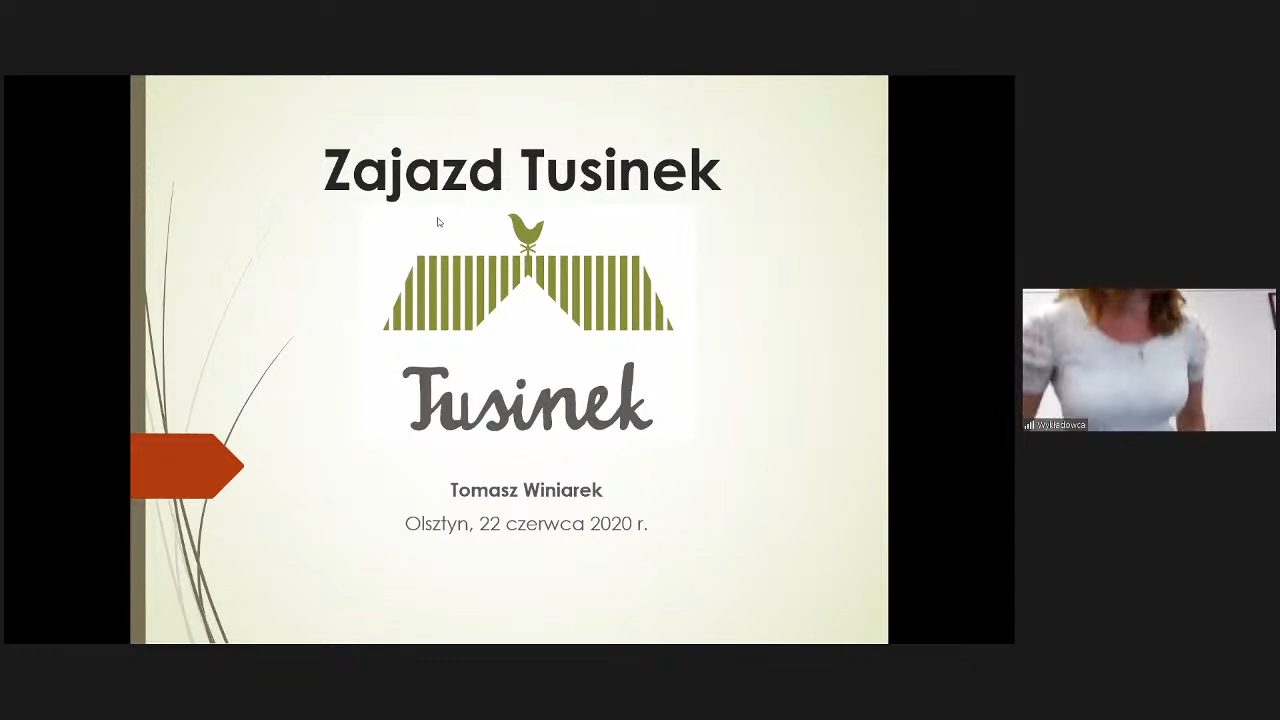 Zajazd Tusinek
Tusinek
Tomasz Winiarek
Olsztyn, 22 czerwca 2020 r.
Wykładowca